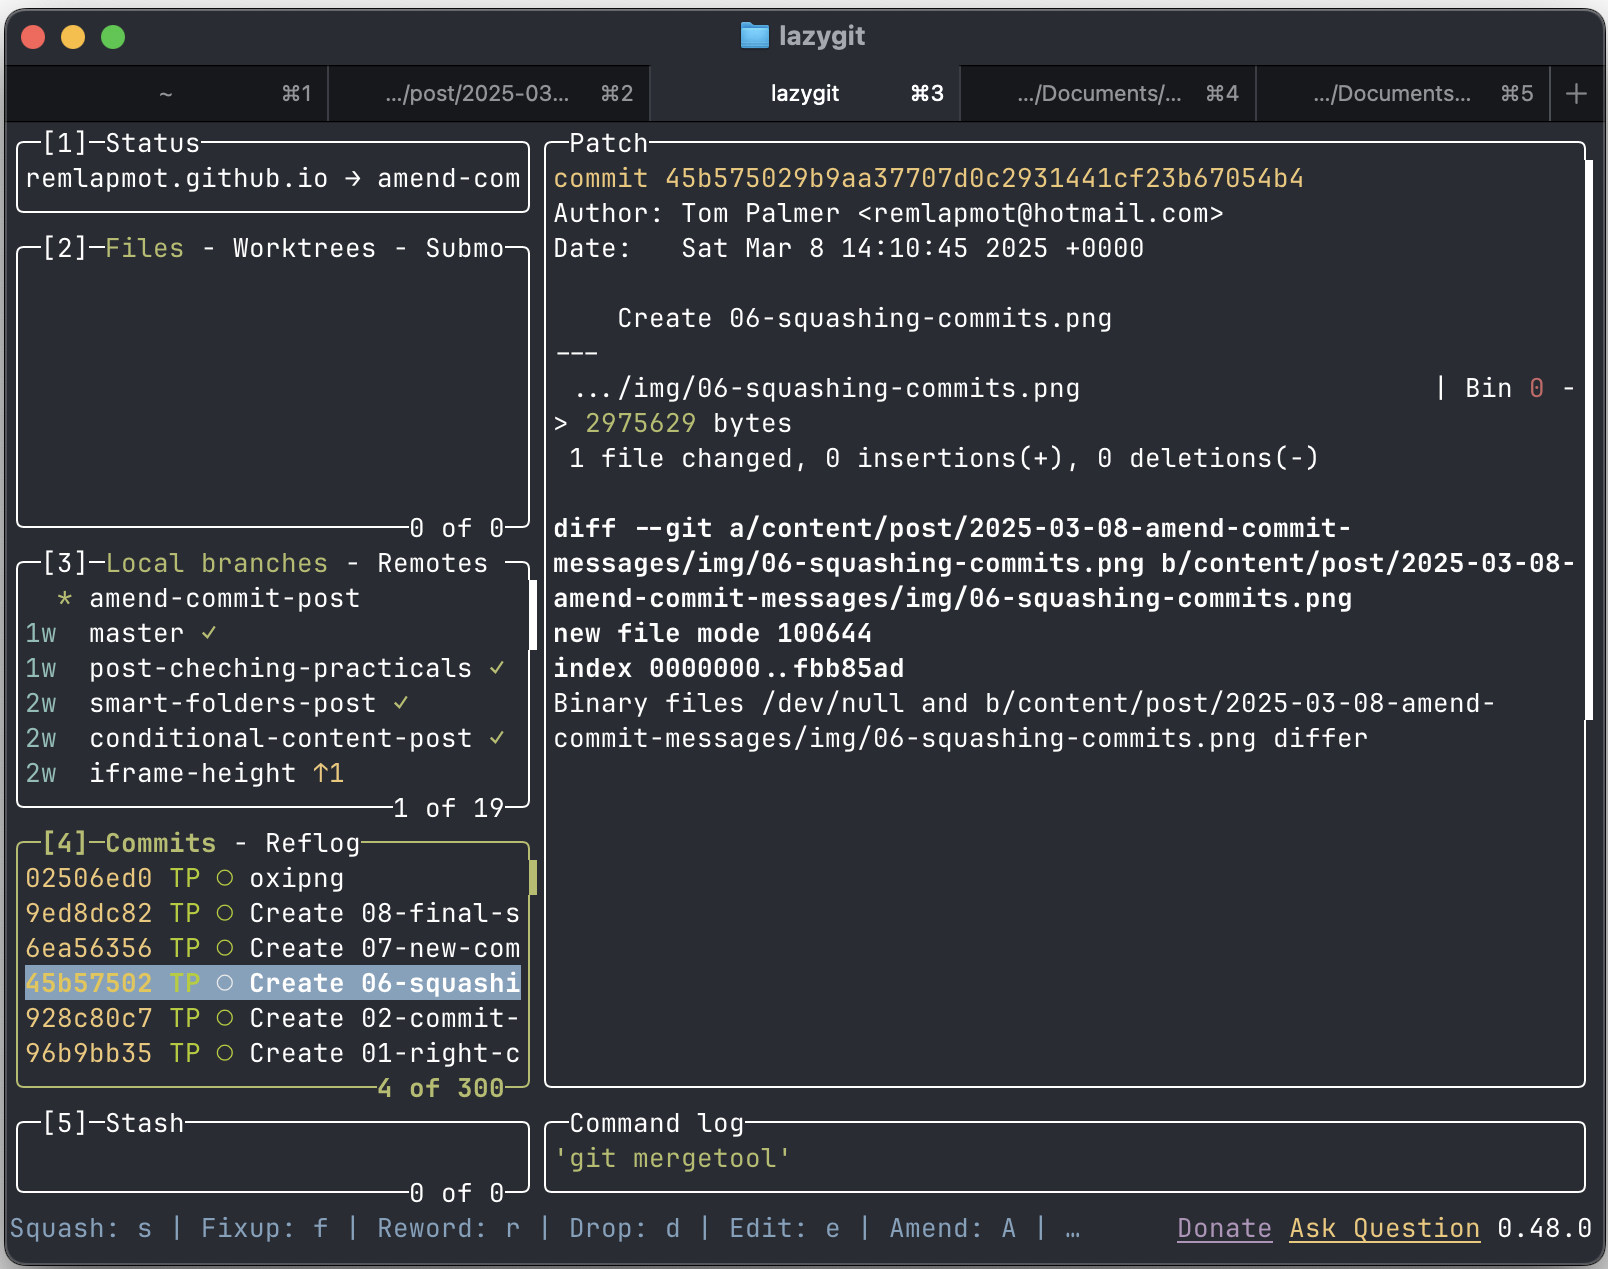 lazygit
~ ⌘1 .../post/2025-03... ⌘2 lazygit ⌘3 .../Documents/... ⌘4 .../Documents... ⌘5 +
[1]─Status
remlapmot.github.io → amend-com
[2]─Files - Worktrees - Submo
0 of 0
[3]─Local branches - Remotes
* amend-commit-post
1w master ✓
1w post-cheching-practicals ✓
2w smart-folders-post ✓
2w conditional-content-post ✓
2w iframe-height ↑1
1 of 19
[4]─Commits - Reflog
02506ed0 TP ○ oxipng
9ed8dc82 TP ○ Create 08-final-s
6ea56356 TP ○ Create 07-new-com
45b57502 TP ○ Create 06-squashi
928c80c7 TP ○ Create 02-commit-
96b9bb35 TP ○ Create 01-right-c
4 of 300
[5]─Stash
0 of 0
Patch
commit 45b575029b9aa37707d0c2931441cf23b67054b4
Author: Tom Palmer <remlapmot@hotmail.com>
Date:   Sat Mar 8 14:10:45 2025 +0000
Create 06-squashing-commits.png
---
.../img/06-squashing-commits.png | Bin 0 -
> 2975629 bytes
1 file changed, 0 insertions(+), 0 deletions(-)
diff --git a/content/post/2025-03-08-amend-commit-
messages/img/06-squashing-commits.png b/content/post/2025-03-08-
amend-commit-messages/img/06-squashing-commits.png
new file mode 100644
index 0000000..fbb85ad
Binary files /dev/null and b/content/post/2025-03-08-amend-
commit-messages/img/06-squashing-commits.png differ
Command log
'git mergetool'
Squash: s | Fixup: f | Reword: r | Drop: d | Edit: e | Amend: A | … Donate Ask Question 0.48.0